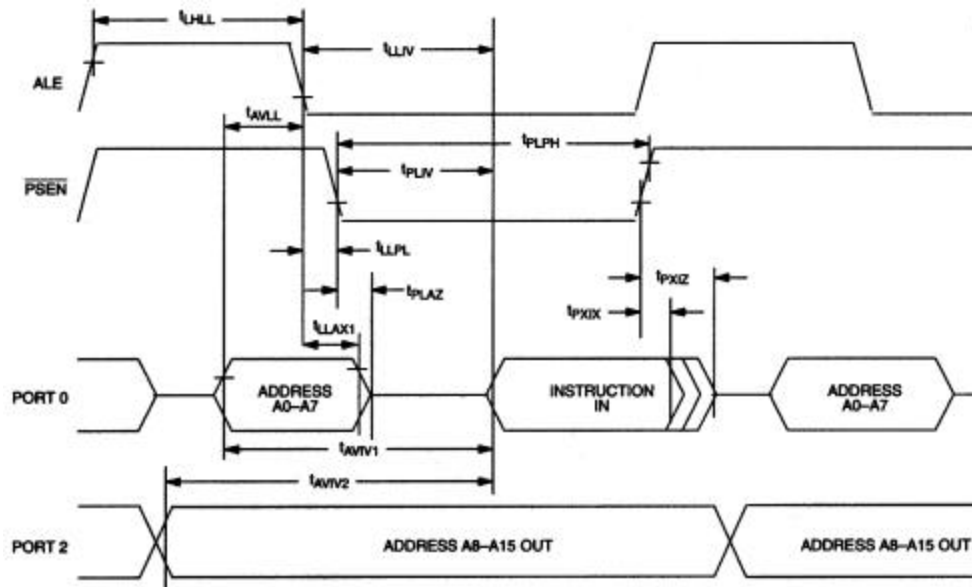 tLHLL
tLLIV
ALE
tAVLL
tPLPH
PSEN
tPLIV
tLLPL
tPXIZ
tPLAZ
tPXIX
tLLAX1
PORT 0
ADDRESS
A0–A7
INSTRUCTION
IN
ADDRESS
A0–A7
tAVIV1
tAVIV2
PORT 2
ADDRESS A8–A15 OUT
ADDRESS A8–A15 OUT